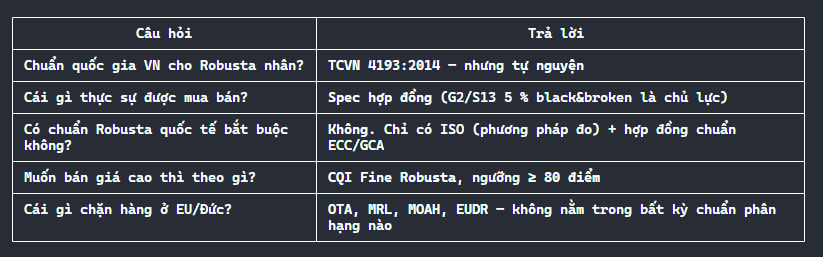 Câu hỏi
Trả lời
Chuẩn quốc gia VN cho Robusta nhân?
TCVN 4193:2014 — nhưng tự nguyện
Cái gì thực sự được mua bán?
Spec hợp đồng (G2/S13 5 % black&broken là chủ lực)
Có chuẩn Robusta quốc tế bắt buộc
không?
Không. Chỉ có ISO (phương pháp đo) + hợp đồng chuẩn
ECC/GCA
Muốn bán giá cao thì theo gì?
CQI Fine Robusta, ngưỡng ≥ 80 điểm
Cái gì chặn hàng ở EU/Đức?
OTA, MRL, MOAH, EUDR — không nằm trong bất kỳ chuẩn phân
hạng nào